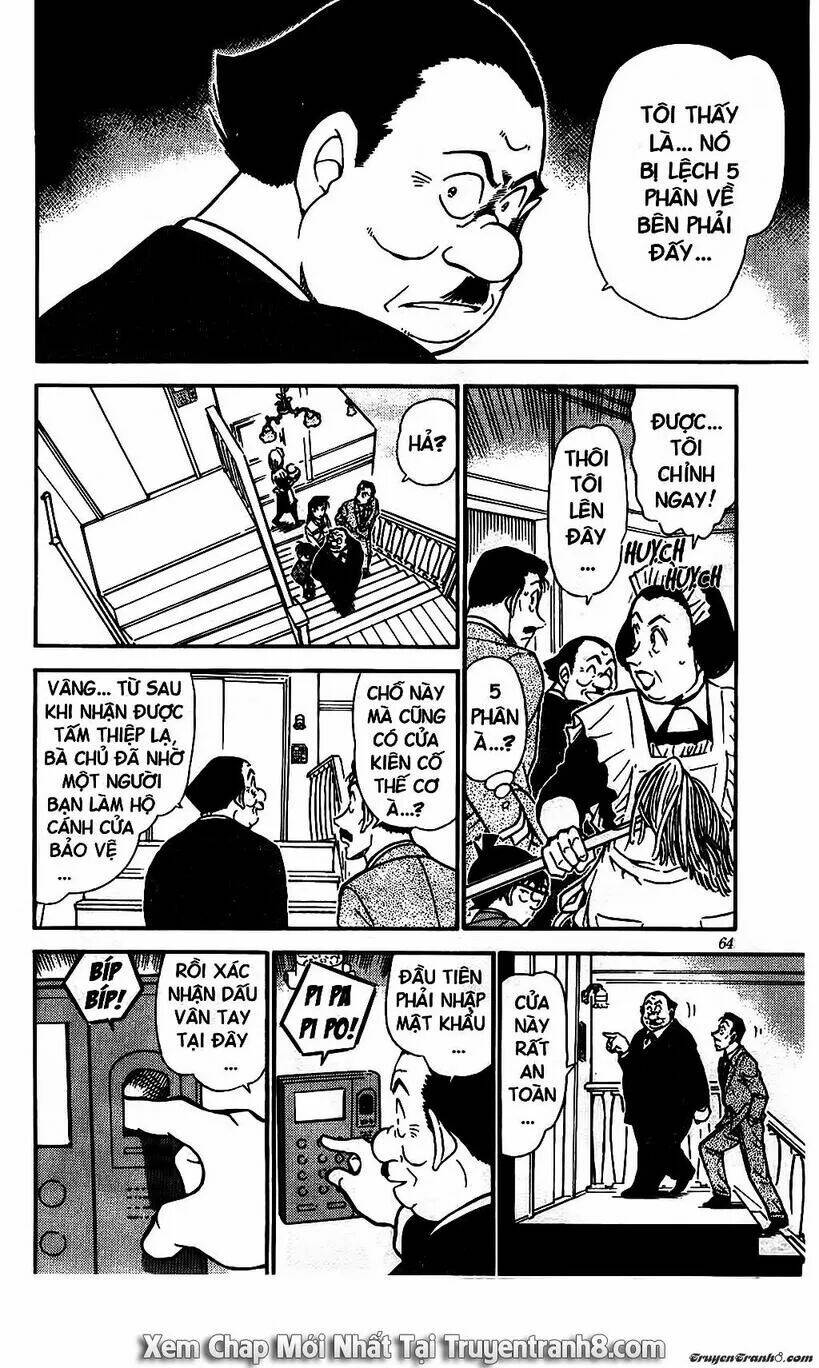 TÔI THẤY
LÀ... NÓ
BỊ LỆCH 5
PHÂN VỀ
BÊN PHẢI
ĐẤY...
ĐƯỢC...
TÔI
CHỈNH
NGAY!
THÔI
TÔI
LÊN
ĐÂY
...
HUỴCH
HUỴCH
5
PHÂN
À...?
HẢ?
CHỖ NÀY
MÀ CŨNG
CÓ CỬA
KIÊN CỐ
THẾ CƠ
À...?
VÂNG... TỪ SAU
KHI NHẬN ĐƯỢC
TẤM THIỆP LẠ,
BÀ CHỦ ĐÃ NHỜ
MỘT NGƯỜI
BẠN LÀM HỘ
CÁNH CỬA
BẢO VỆ
...
64
CỬA
NÀY
RẤT
AN
TOÀN
...
ĐẦU TIÊN
PHẢI NHẬP
MẬT KHẨU
...
PI PA
PI PO!
RỒI XÁC
NHẬN DẤU
VÂN TAY
TẠI ĐÂY
...
BÍP
BÍP!
Xem Chap Mới Nhất Tại Truyentranh8.com
TruyenTranh8.com